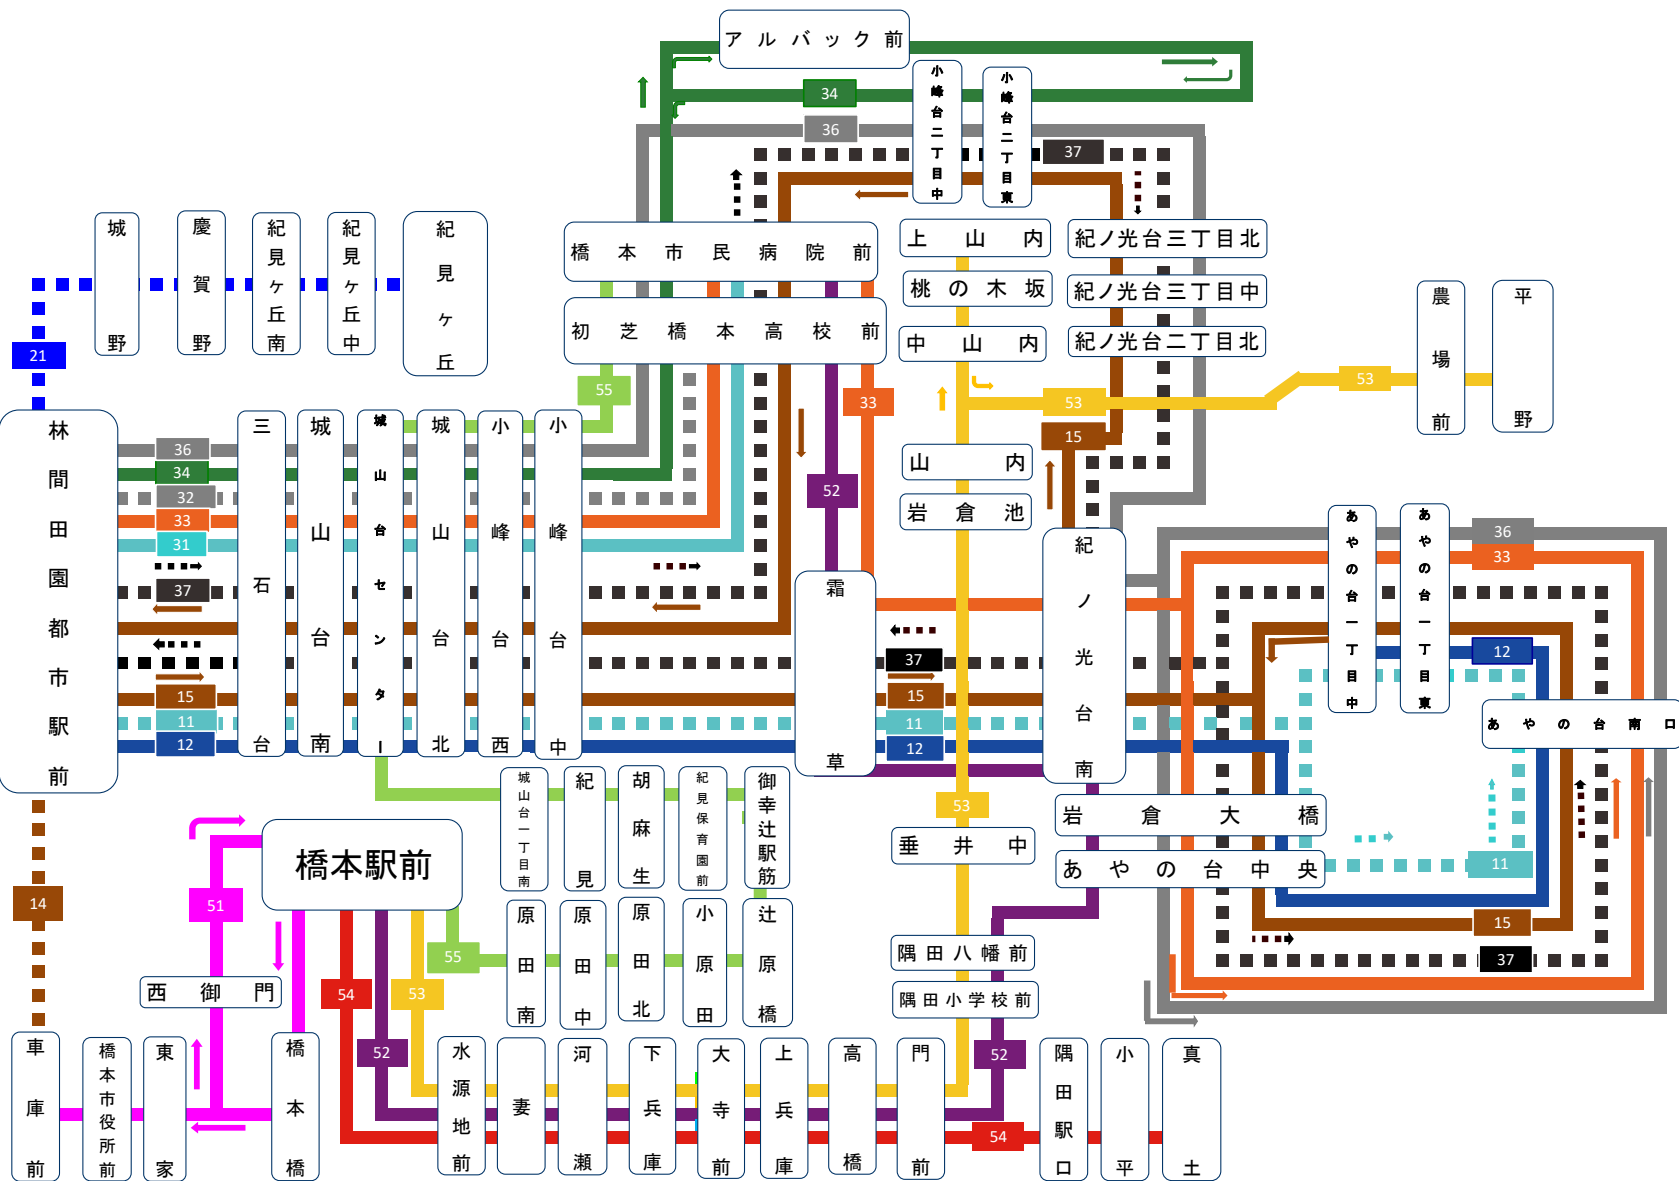 アルバック前
小峰台二丁目中
小峰台二丁目東
34
36
37
城野
慶賀野
紀見ヶ丘南
紀見ヶ丘中
紀見ヶ丘
橋本市民病院前
初芝橋本高校前
上山内
桃の木坂
中山内
紀ノ光台三丁目北
紀ノ光台三丁目中
紀ノ光台二丁目北
農場前
平野
21
55
33
53
53
15
林間田園都市駅前
三石台
城山台南
城山台センター
城山台北
小峰台西
小峰台中
36
34
32
33
31
37
15
11
12
52
山内
岩倉池
霜草
紀ノ光台南
37
15
11
12
あやの台一丁目中
あやの台一丁目東
36
33
12
あやの台南口
11
15
37
53
垂井中
岩倉大橋
あやの台中央
隅田八幡前
隅田小学校前
城山台一丁目南
紀見
胡麻生
紀見保育園前
御幸辻駅筋
橋本駅前
14
51
55
原田南
原田中
原田北
小原田
辻原橋
西御門
54
53
52
52
54
車庫前
橋本市役所前
東家
橋本橋
水源地前
妻
河瀬
下兵庫
大寺前
上兵庫
高橋
門前
隅田駅口
小平
真土